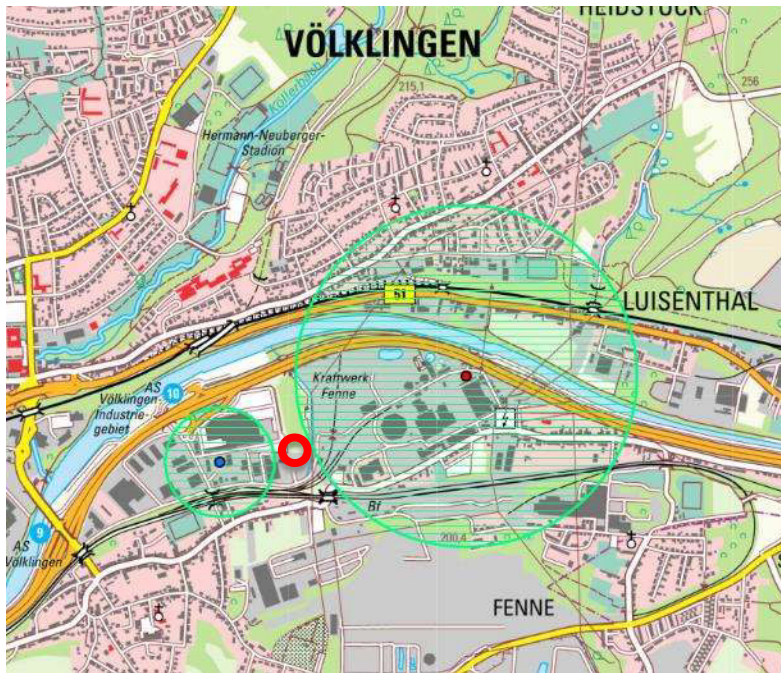 HEIDSTOCK
VÖLKLINGEN
256
215,1
Köllerbach
Hermann-Neuberger-
Stadion
51
LUISENTHAL
AS
Völklingen
Industrie-
gebiet
10
Kraftwerk
Fenne
Bf
9
AS
Völklingen
200,4
FENNE